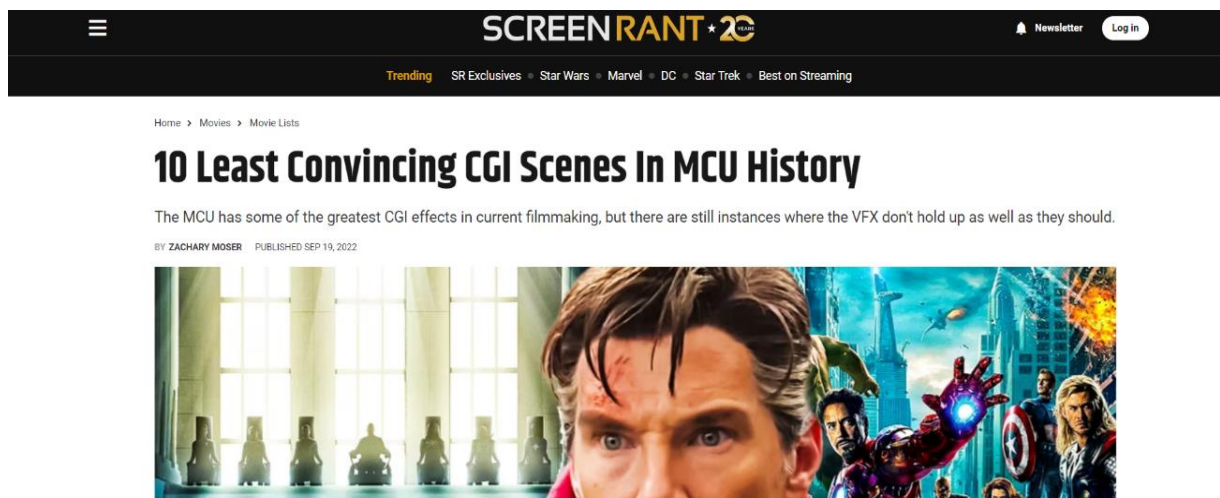 SCREENRANT ★ 20 YEARS
Newsletter
Log in
Trending SR Exclusives Star Wars Marvel DC Star Trek Best on Streaming
Home > Movies > Movie Lists
10 Least Convincing CGI Scenes In MCU History
The MCU has some of the greatest CGI effects in current filmmaking, but there are still instances where the VFX don't hold up as well as they should.
BY ZACHARY MOSER PUBLISHED SEP 19, 2022